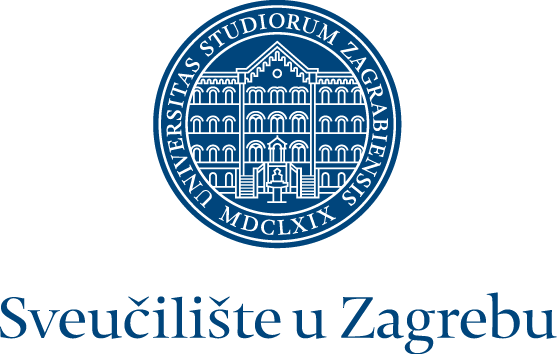 UNIVERSITAS STUDIORUM ZAGRABIENSIS
MDCLXIX
Sveučilište u Zagrebu